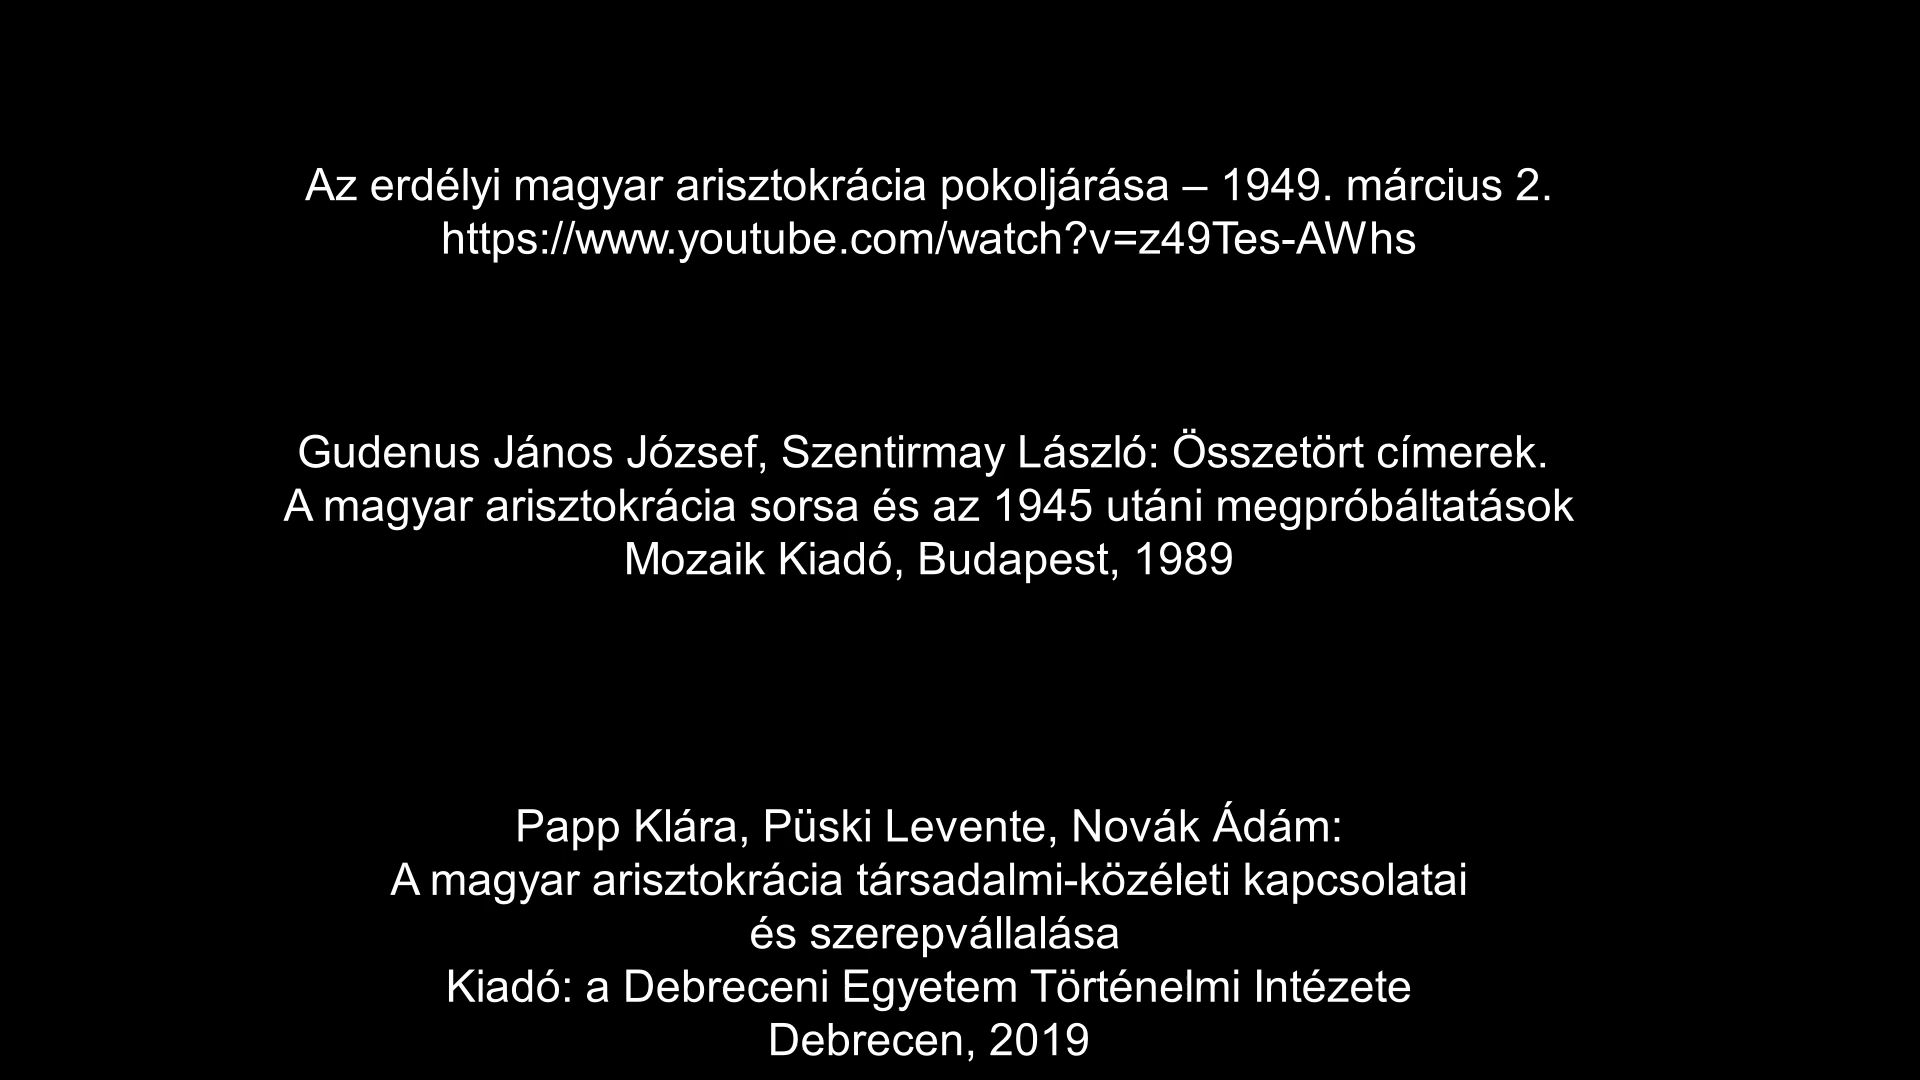 Az erdélyi magyar arisztokrácia pokoljárása – 1949. március 2.
https://www.youtube.com/watch?v=z49Tes-AWhs
Gudenus János József, Szentirmay László: Összetört címerek.
A magyar arisztokrácia sorsa és az 1945 utáni megpróbáltatások
Mozaik Kiadó, Budapest, 1989
Papp Klára, Püski Levente, Novák Ádám:
A magyar arisztokrácia társadalmi-közéleti kapcsolatai
és szerepvállalása
Kiadó: a Debreceni Egyetem Történelmi Intézete
Debrecen, 2019